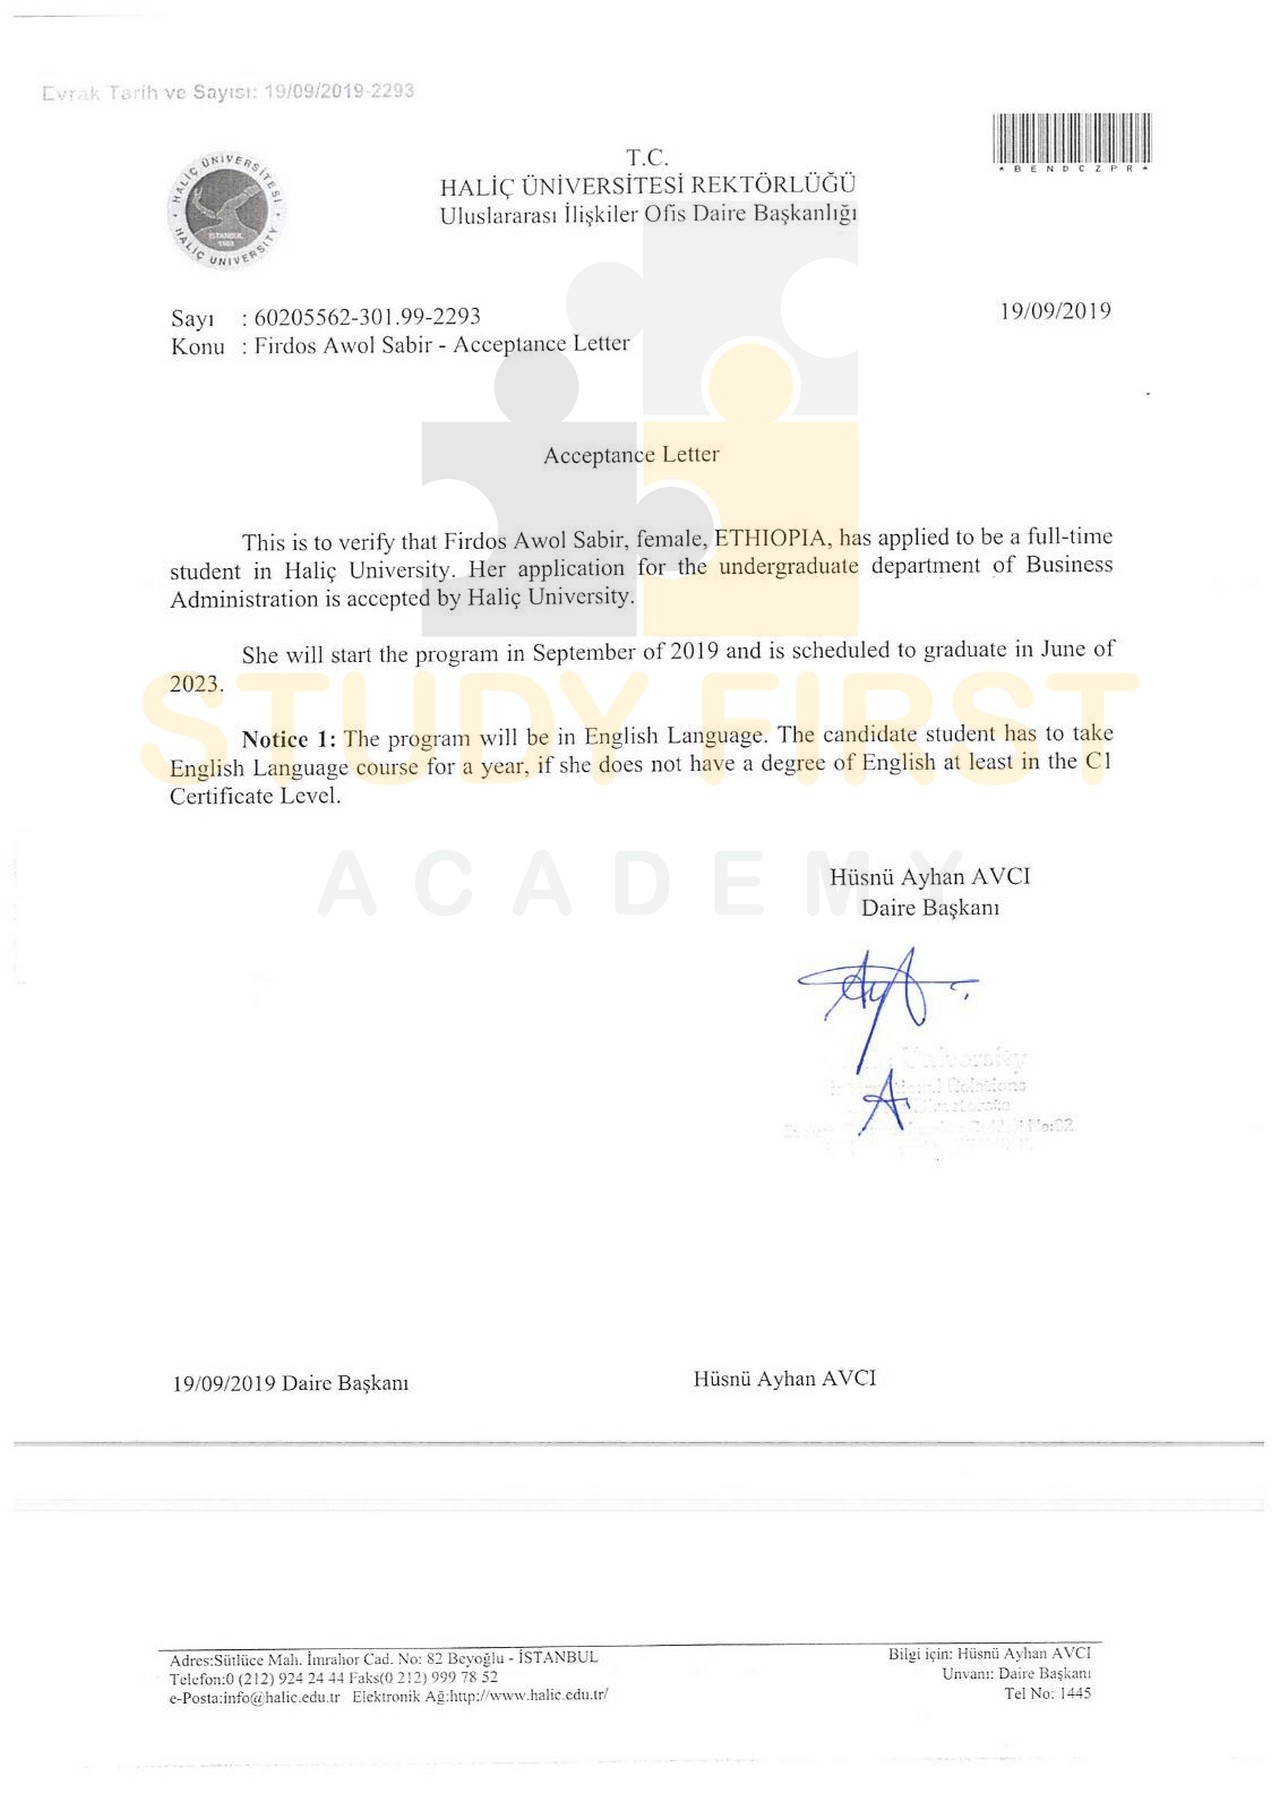 Evrak Tarih ve Sayısı: 19/09/2019-2293
*BENDCZPR*
HALİÇ ÜNİVERSİTESİ
İSTANBUL
HALİÇ UNIVERSITY
T.C.
HALİÇ ÜNİVERSİTESİ REKTÖRLÜĞÜ
Uluslararası İlişkiler Ofis Daire Başkanlığı
Sayı : 60205562-301.99-2293
19/09/2019
Konu : Firdos Awol Sabir - Acceptance Letter
Acceptance Letter
This is to verify that Firdos Awol Sabir, female, ETHIOPIA, has applied to be a full-time
student in Haliç University. Her application for the undergraduate department of Business
Administration is accepted by Haliç University.
She will start the program in September of 2019 and is scheduled to graduate in June of
2023.
STUDY FIRST
Notice 1: The program will be in English Language. The candidate student has to take
English Language course for a year, if she does not have a degree of English at least in the C1
Certificate Level.
ACADEMY
Hüsnü Ayhan AVCI
Daire Başkanı
University
Relations
No:82
19/09/2019 Daire Başkanı
Hüsnü Ayhan AVCI
Adres:Sütlüce Mah. İmrahor Cad. No: 82 Beyoğlu - İSTANBUL
Telefon:0 (212) 924 24 44 Faks(0 212) 999 78 52
e-Posta:info@halic.edu.tr Elektronik Ağ:http://www.halic.edu.tr/
Bilgi için: Hüsnü Ayhan AVCI
Unvanı: Daire Başkanı
Tel No: 1445